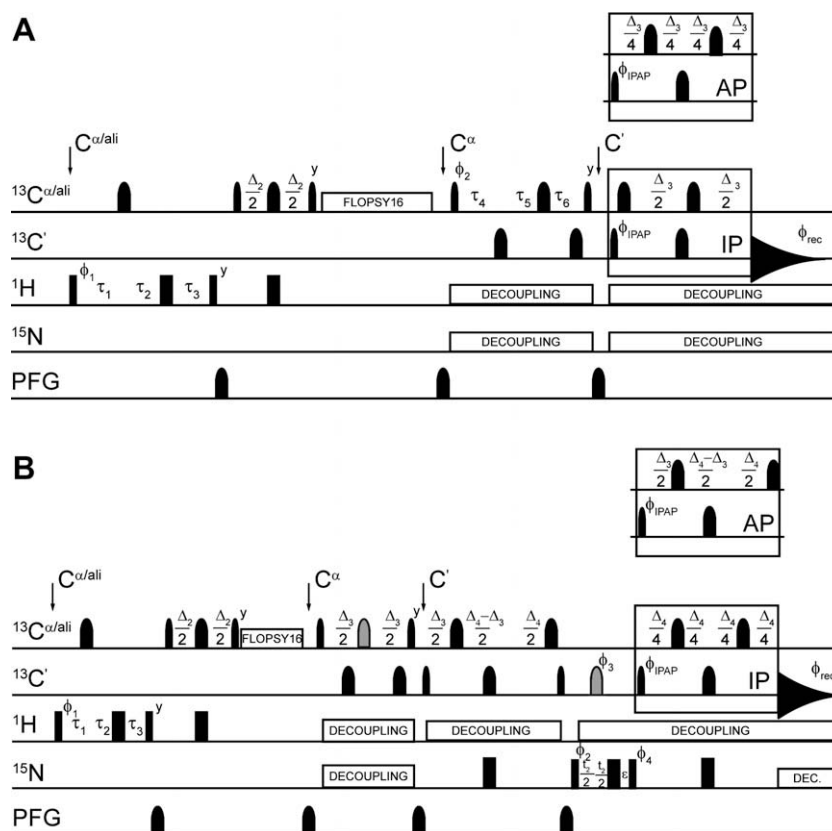 A
Δ3/4 Δ3/4 Δ3/4 Δ3/4
ϕIPAP AP
Cα/ali Cα C'
13Cα/ali Δ2/2 Δ2/2 y FLOPSY16 ϕ2 τ4 τ5 τ6 y Δ3/2 Δ3/2
13C' ϕIPAP IP ϕrec
1H ϕ1 τ1 τ2 τ3 y DECOUPLING DECOUPLING
15N DECOUPLING DECOUPLING
PFG
B
Δ3/2 Δ4–Δ3/2 Δ4/2
ϕIPAP AP
Cα/ali Cα C'
13Cα/ali Δ2/2 Δ2/2 y FLOPSY16 Δ3/2 Δ3/2 y Δ3/2 Δ4–Δ3/2 Δ4/2 Δ4/4 Δ4/4 Δ4/4 Δ4/4
13C' ϕ3 ϕIPAP IP ϕrec
1H ϕ1 τ1 τ2 τ3 y DECOUPLING DECOUPLING DECOUPLING
15N DECOUPLING ϕ2 t2/2 t2/2 ε ϕ4 DEC.
PFG